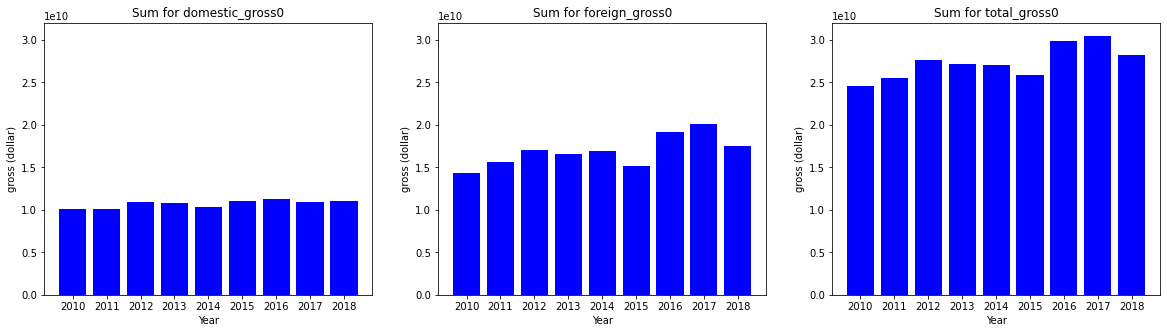 Sum for domestic_gross0
1e10
gross (dollar)
3.0
2.5
2.0
1.5
1.0
0.5
0.0
2010 2011 2012 2013 2014 2015 2016 2017 2018
Year
Sum for foreign_gross0
1e10
gross (dollar)
3.0
2.5
2.0
1.5
1.0
0.5
0.0
2010 2011 2012 2013 2014 2015 2016 2017 2018
Year
Sum for total_gross0
1e10
gross (dollar)
3.0
2.5
2.0
1.5
1.0
0.5
0.0
2010 2011 2012 2013 2014 2015 2016 2017 2018
Year